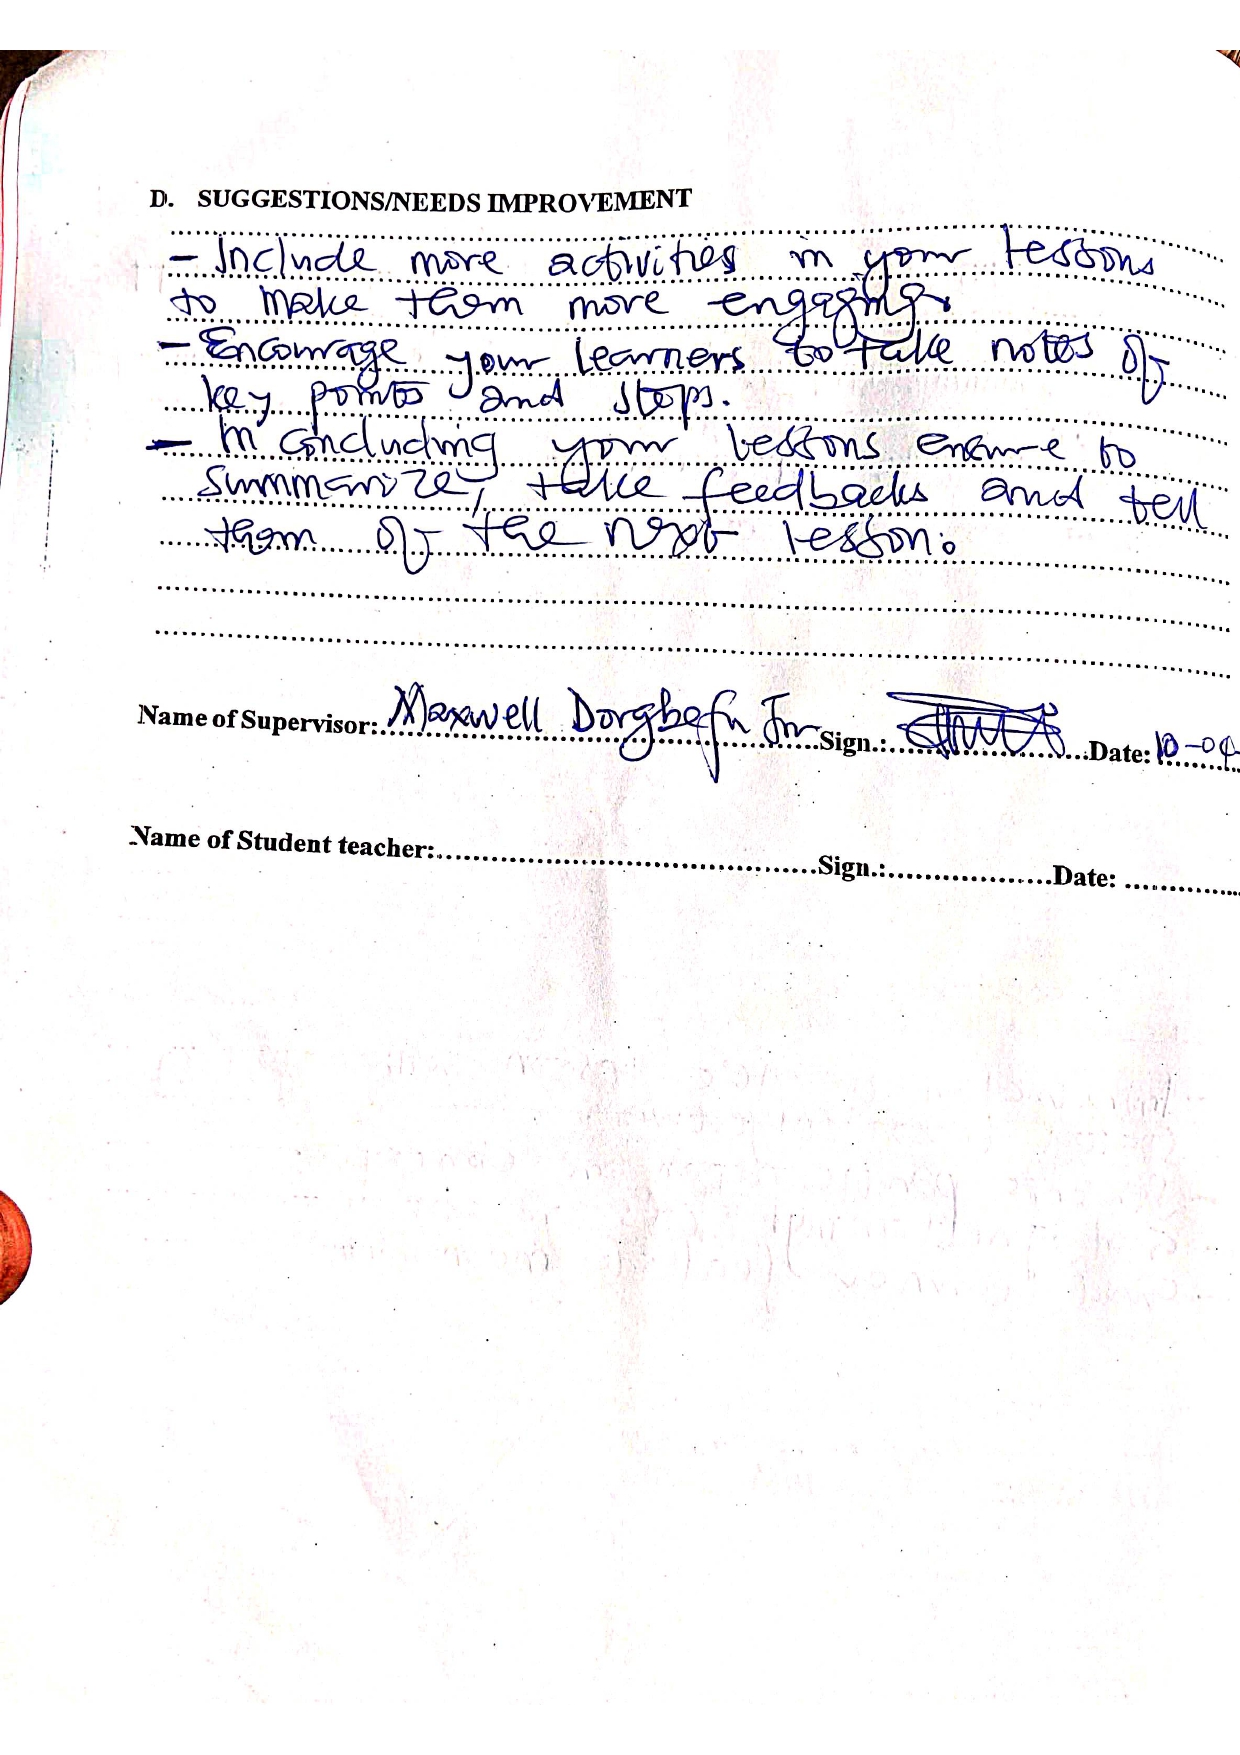 D. SUGGESTIONS/NEEDS IMPROVEMENT
- Include more activities in your lessons
to make them more engaging.
- Encourage your learners to take notes of
key points and steps.
- In concluding your lessons ensure to
summarize, take feedbacks and tell
them of the next lesson.
Name of Supervisor: Maxwell Dorgbefu Jnr Sign.: Date: 10-04
Name of Student teacher: Sign.: Date: